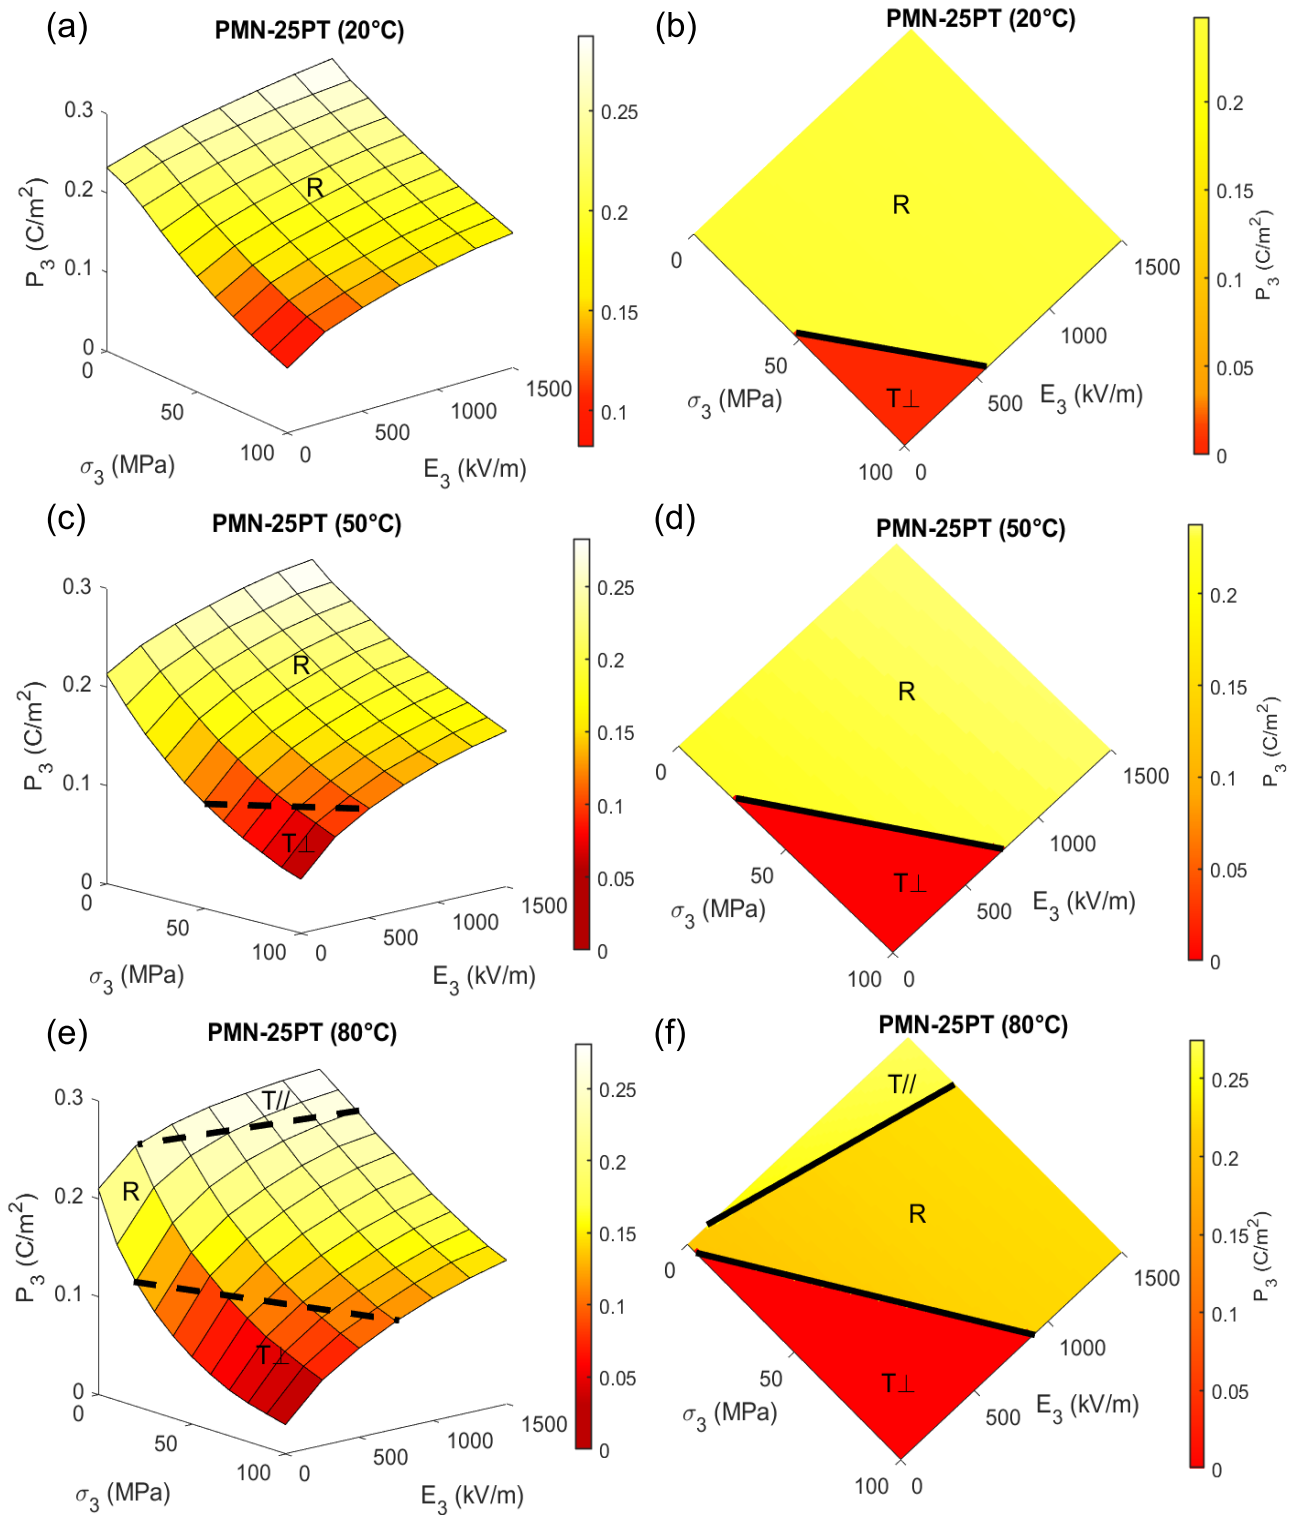 (a)
PMN-25PT (20°C)
0.3
0.2
0.1
0
P3 (C/m2)
R
0
50
100
σ3 (MPa)
0
500
1000
1500
E3 (kV/m)
0.25
0.2
0.15
0.1
(b)
PMN-25PT (20°C)
R
T⊥
0
50
100
σ3 (MPa)
0
500
1000
1500
E3 (kV/m)
0.2
0.15
0.1
0.05
0
P3 (C/m2)
(c)
PMN-25PT (50°C)
0.3
0.2
0.1
0
P3 (C/m2)
R
T⊥
0
50
100
σ3 (MPa)
0
500
1000
1500
E3 (kV/m)
0.25
0.2
0.15
0.1
0.05
0
(d)
PMN-25PT (50°C)
R
T⊥
0
50
100
σ3 (MPa)
0
500
1000
1500
E3 (kV/m)
0.2
0.15
0.1
0.05
0
P3 (C/m2)
(e)
PMN-25PT (80°C)
0.3
0.2
0.1
0
P3 (C/m2)
T//
R
T⊥
0
50
100
σ3 (MPa)
0
500
1000
1500
E3 (kV/m)
0.25
0.2
0.15
0.1
0.05
0
(f)
PMN-25PT (80°C)
T//
R
T⊥
0
50
100
σ3 (MPa)
0
500
1000
1500
E3 (kV/m)
0.25
0.2
0.15
0.1
0.05
0
P3 (C/m2)